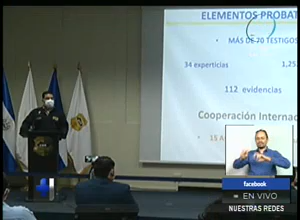 ELEMENTOS PROBAT
MÁS DE 70 TESTIGOS
34 experticias 1,25
112 evidencias
Cooperación Internac
15 A
facebook
EN VIVO
NUESTRAS REDES